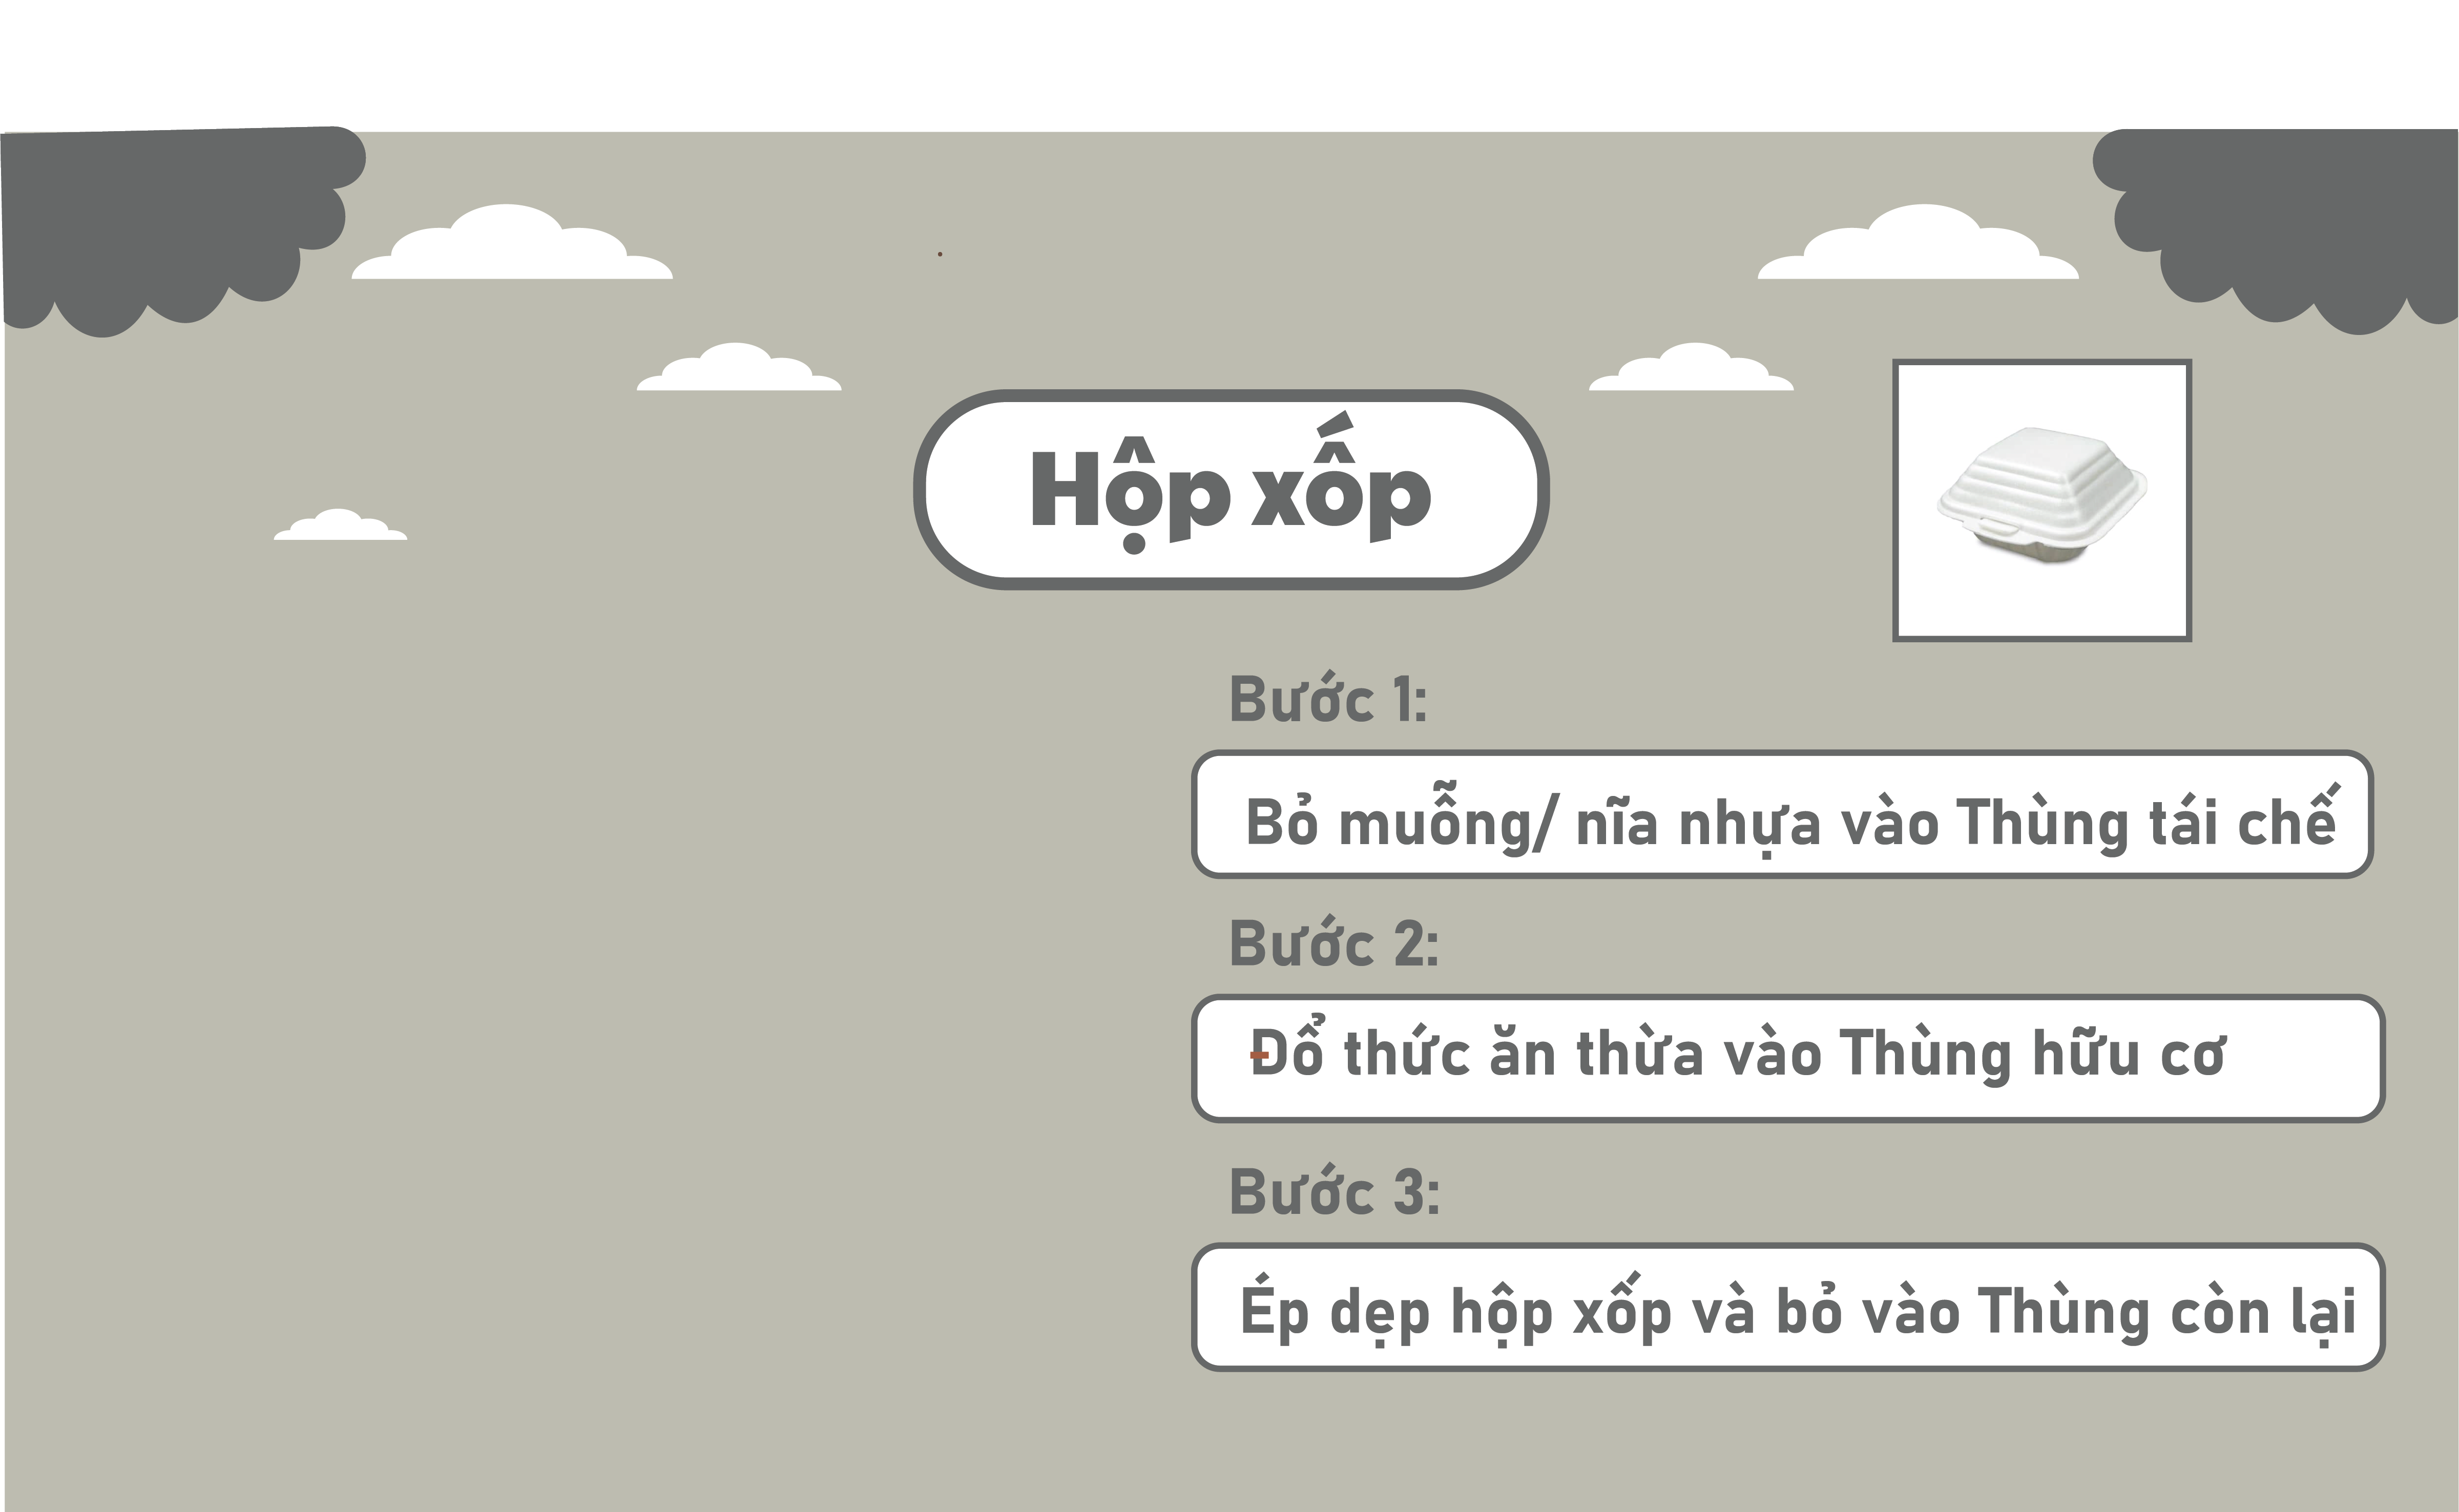 Hộp xốp
Bước 1:
Bỏ muỗng/ nĩa nhựa vào Thùng tái chế
Bước 2:
Đổ thức ăn thừa vào Thùng hữu cơ
Bước 3:
Ép dẹp hộp xốp và bỏ vào Thùng còn lại